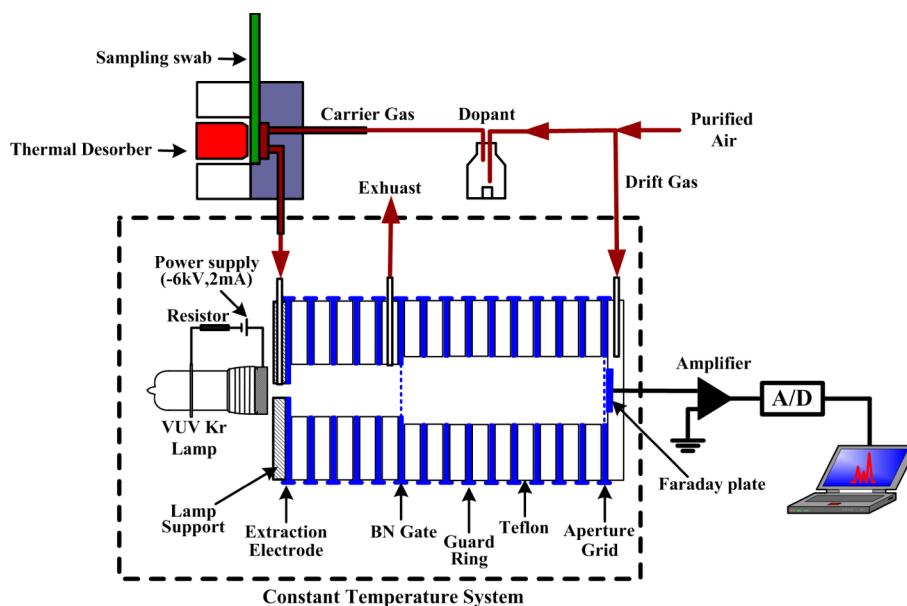 Sampling swab
Carrier Gas
Dopant
Purified
Air
Thermal Desorber
Drift Gas
Exhuast
Power supply
(-6kV,2mA)
Resistor
Amplifier
A/D
VUV Kr
Lamp
Faraday plate
Lamp
Support
Extraction
Electrode
BN Gate
Guard
Ring
Teflon
Aperture
Grid
Constant Temperature System